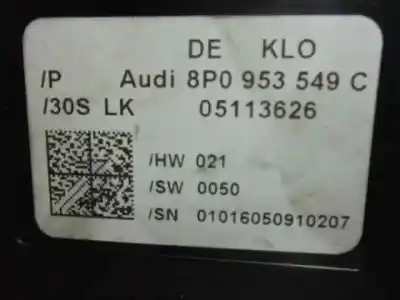 DE KLO
/P Audi 8P0 953 549 C
/30S LK 05113626
/HW 021
/SW 0050
/SN 01016050910207